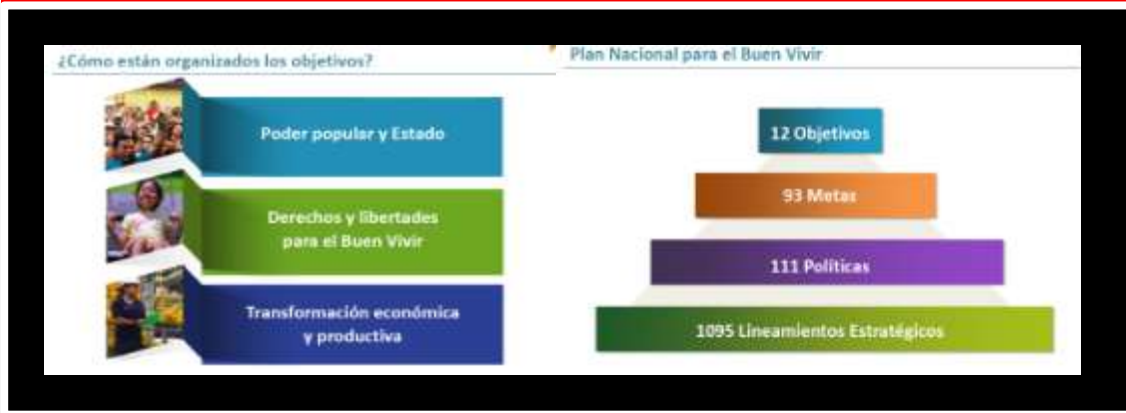 ¿Cómo están organizados los objetivos?
Poder popular y Estado
Derechos y libertades
para el Buen Vivir
Transformación económica
y productiva
Plan Nacional para el Buen Vivir
12 Objetivos
93 Metas
111 Políticas
1095 Lineamientos Estratégicos